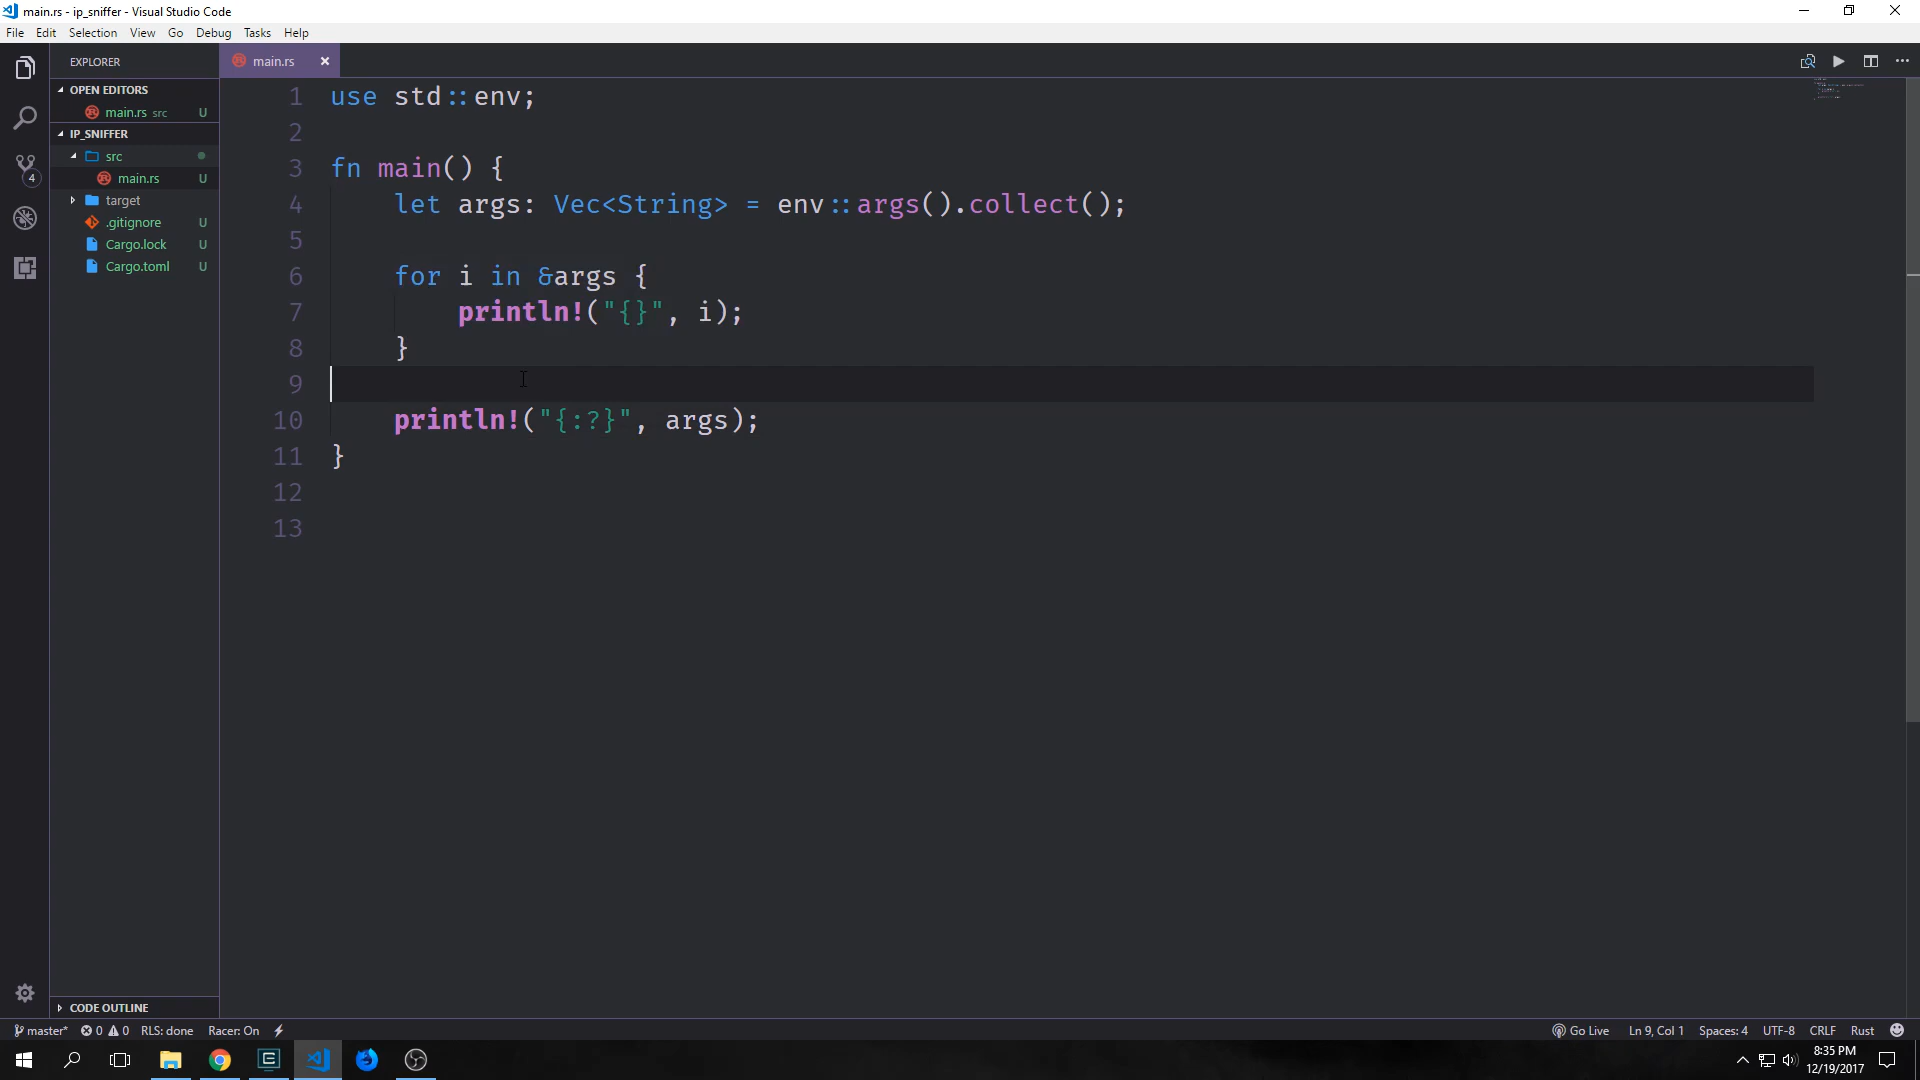 main.rs - ip_sniffer - Visual Studio Code
File Edit Selection View Go Debug Tasks Help
EXPLORER
OPEN EDITORS
main.rs src U
IP_SNIFFER
src
main.rs U
target
.gitignore U
Cargo.lock U
Cargo.toml U
CODE OUTLINE
4
main.rs
1 use std::env;
2
3 fn main() {
4 let args: Vec<String> = env::args().collect();
5
6 for i in &args {
7 println!("{}", i);
8 }
9
10 println!("{:?}", args);
11 }
12
13
master* 0 0 RLS: done Racer: On Go Live Ln 9, Col 1 Spaces: 4 UTF-8 CRLF Rust
8:35 PM
12/19/2017